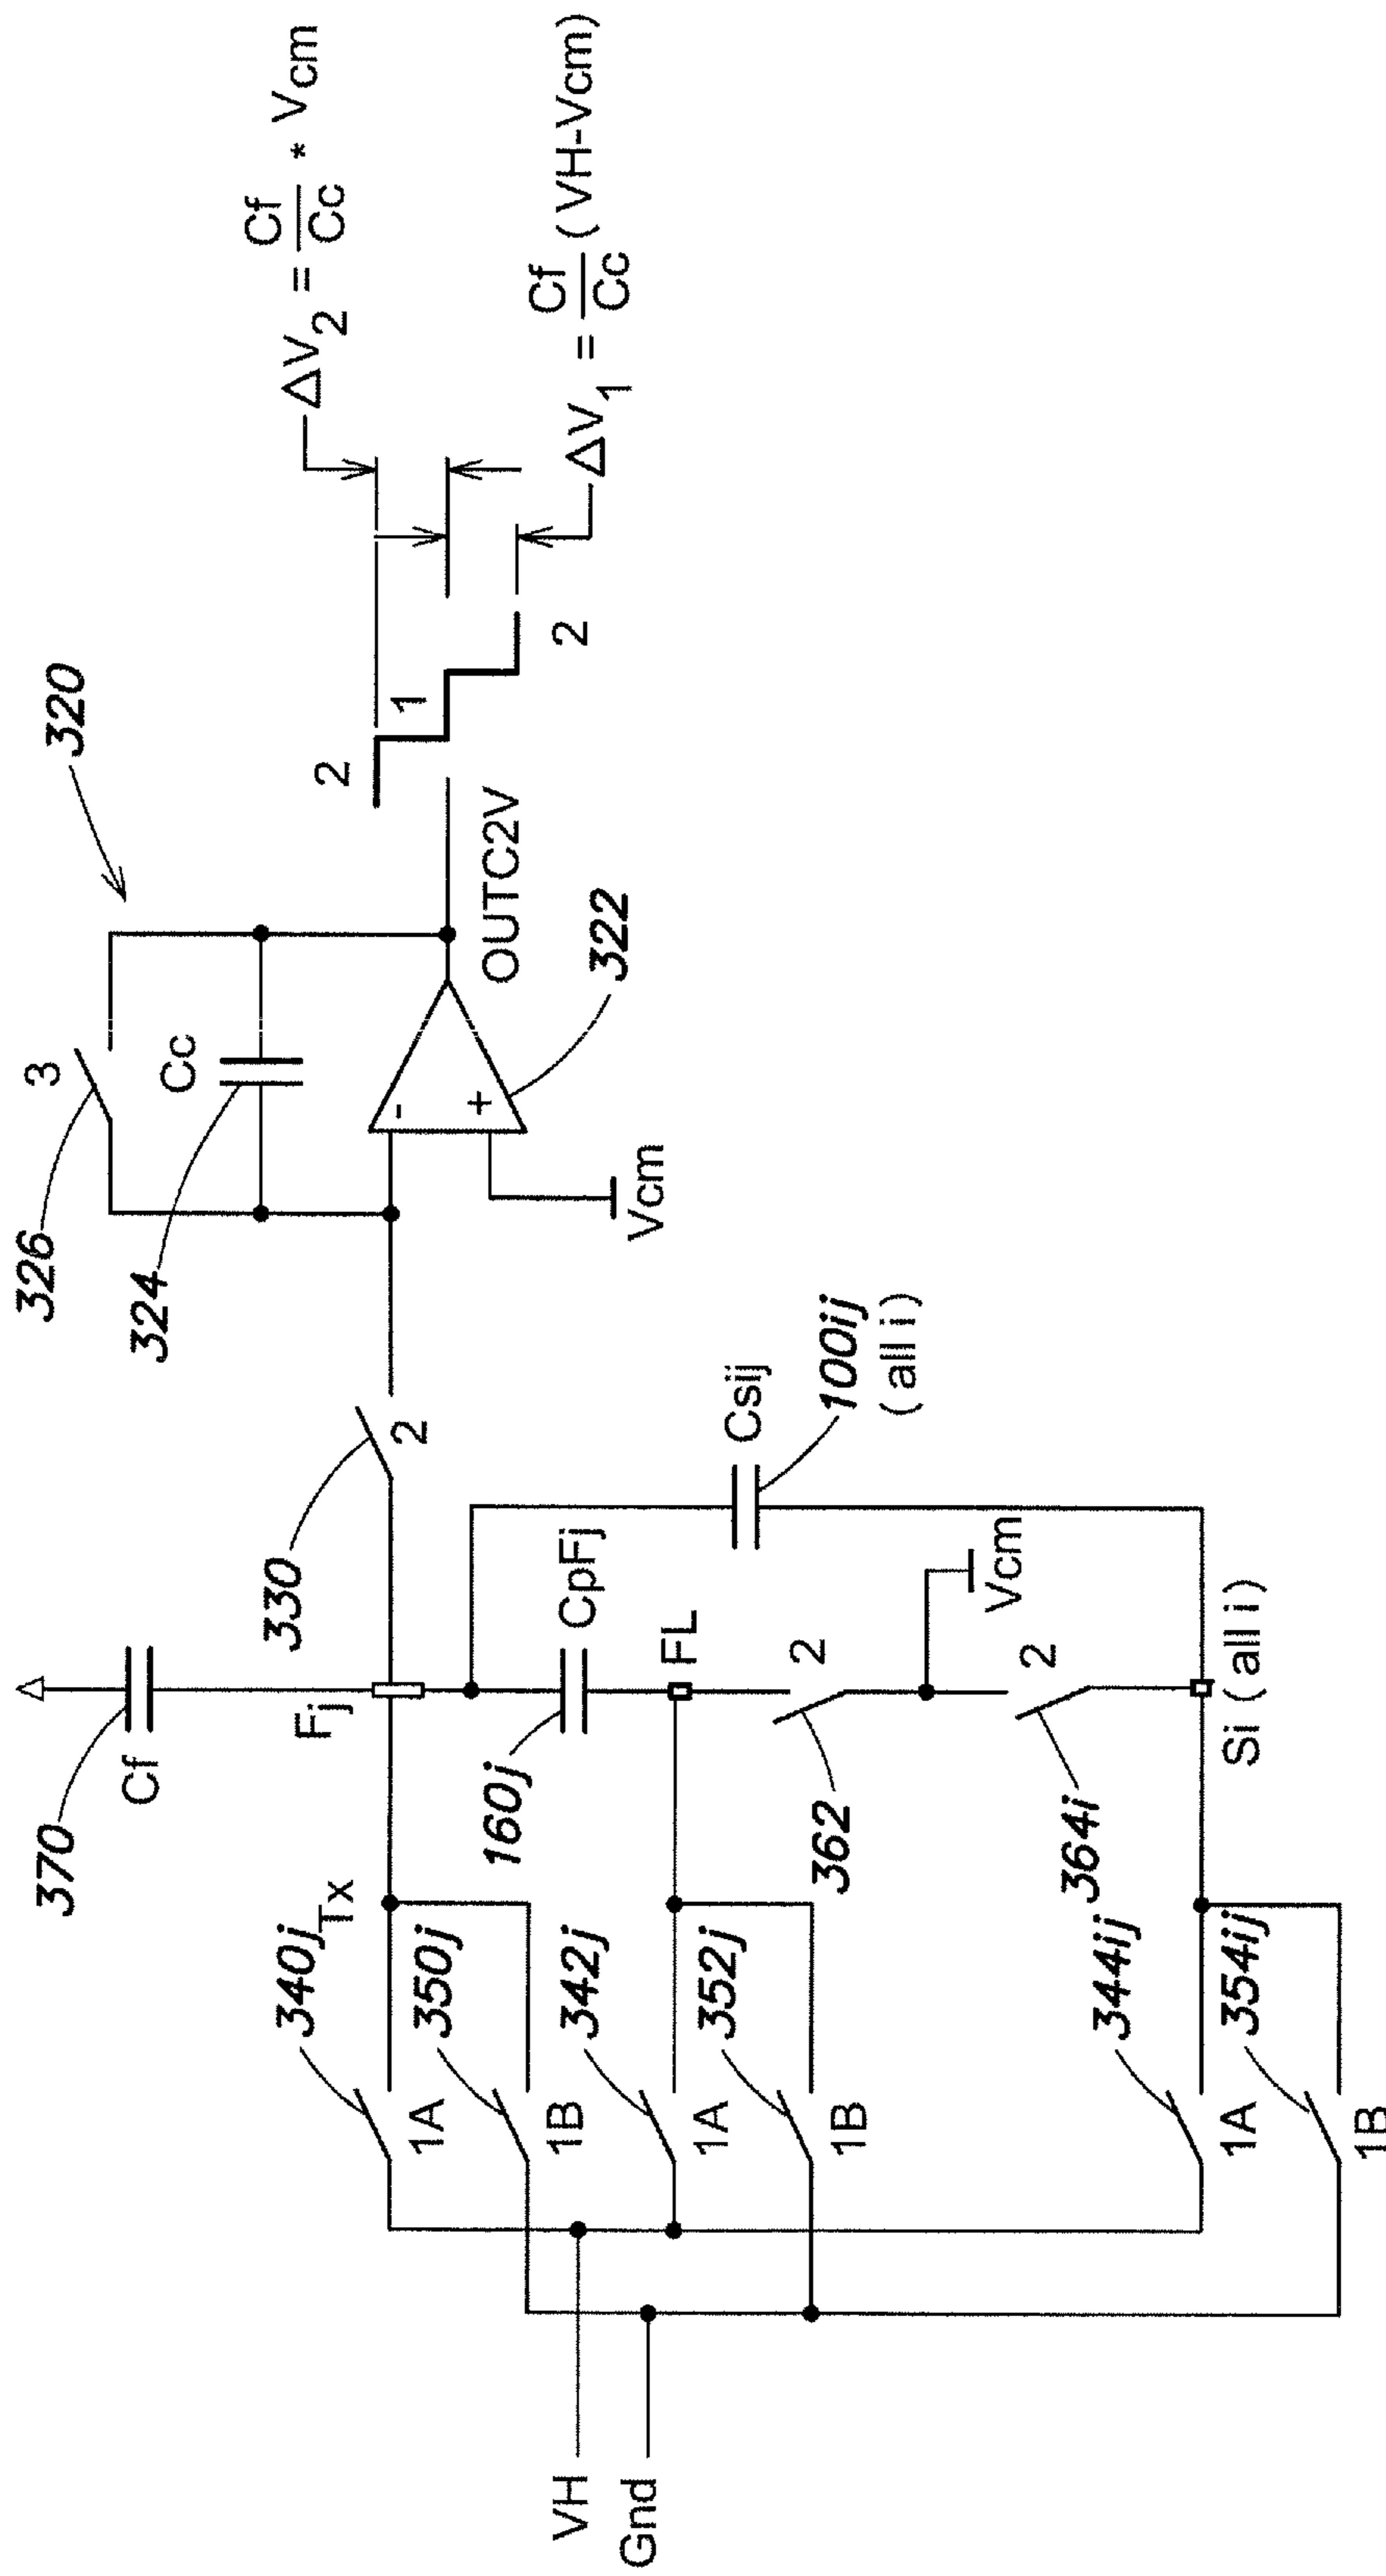 320
326
3
324
Cc
-
+
Vcm
322
OUTC2V
2
1
2
ΔV2 = Cf/Cc * Vcm
ΔV1 = Cf/Cc (VH-Vcm)
370
Cf
330
2
Fj
Tx
340j
1A
350j
1B
160j
CpFj
FL
342j
1A
352j
1B
362
2
Vcm
2
364i
Csij
100ij
(all i)
Si (all i)
344ij
1A
354ij
1B
VH
Gnd